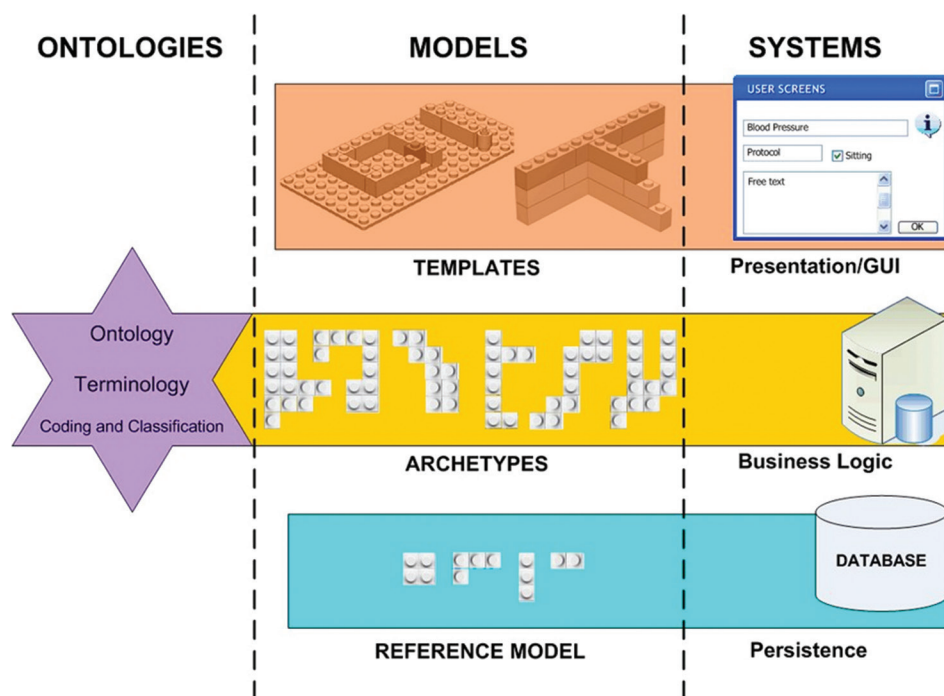 ONTOLOGIES
MODELS
SYSTEMS
USER SCREENS
Blood Pressure
i
Protocol
Sitting
Free text
OK
TEMPLATES
Presentation/GUI
Ontology
Terminology
Coding and Classification
ARCHETYPES
Business Logic
DATABASE
REFERENCE MODEL
Persistence